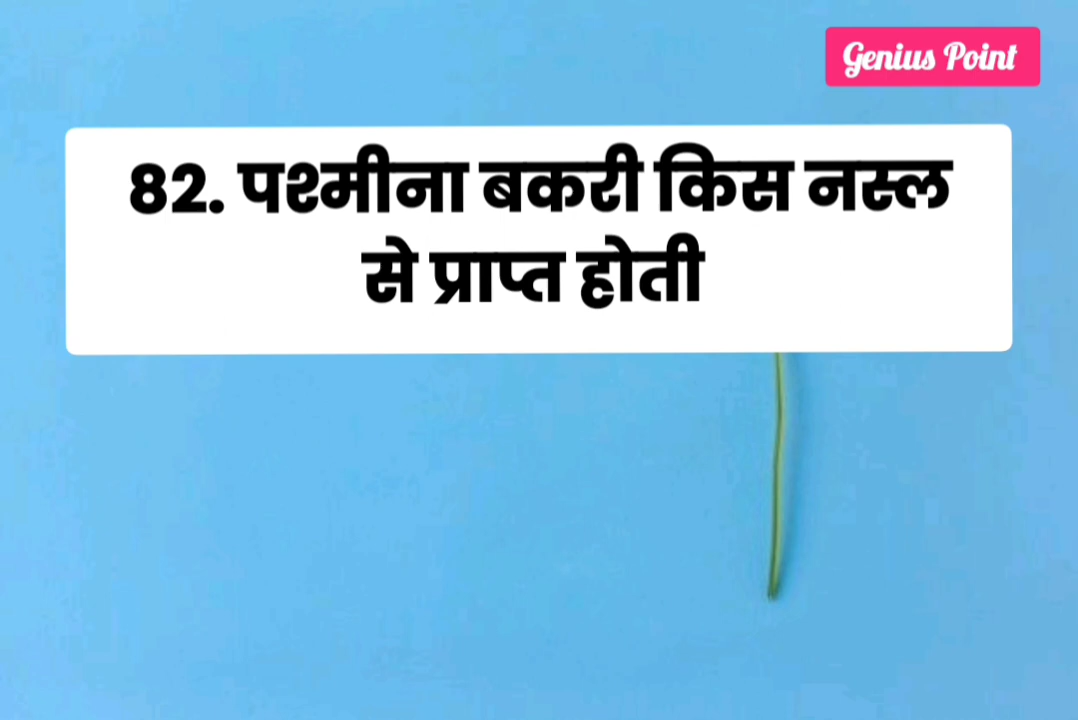 Genius Point
82. पश्मीना बकरी किस नस्ल
से प्राप्त होती